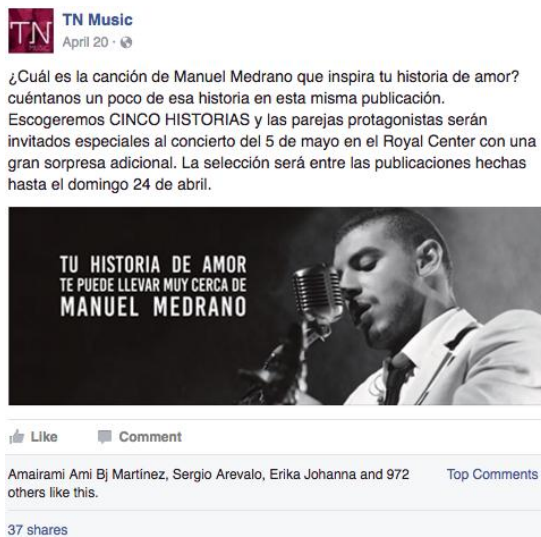 TN
MUSIC
TN Music
April 20 ·
¿Cuál es la canción de Manuel Medrano que inspira tu historia de amor?
cuéntanos un poco de esa historia en esta misma publicación.
Escogeremos CINCO HISTORIAS y las parejas protagonistas serán
invitados especiales al concierto del 5 de mayo en el Royal Center con una
gran sorpresa adicional. La selección será entre las publicaciones hechas
hasta el domingo 24 de abril.
TU HISTORIA DE AMOR
TE PUEDE LLEVAR MUY CERCA DE
MANUEL MEDRANO
Like Comment
Amairami Ami Bj Martínez, Sergio Arevalo, Erika Johanna and 972 Top Comments
others like this.
37 shares